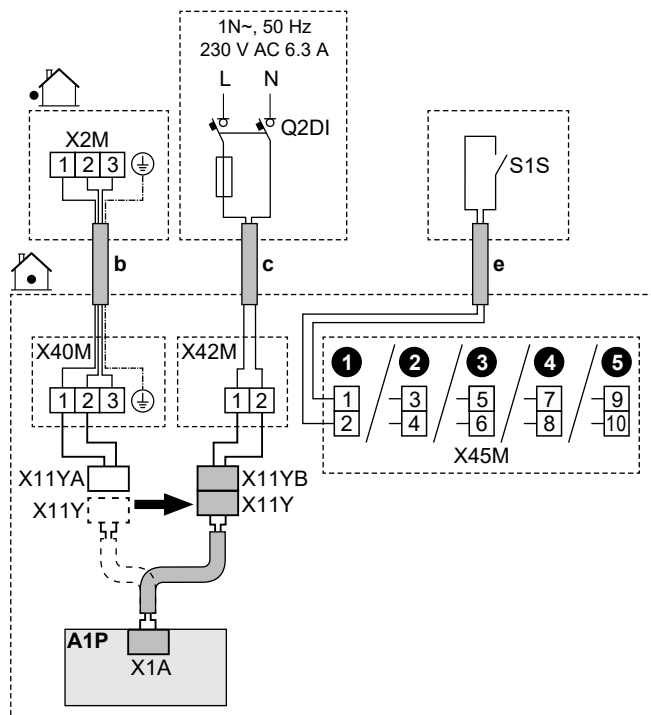 1N~, 50 Hz
230 V AC 6.3 A
L N
Q2DI
X2M
1 2 3
S1S
b
c
e
X40M
1 2 3
X42M
1 2
1 2 3 4 5
1 3 5 7 9
2 4 6 8 10
X45M
X11YA
X11YB
X11Y
X11Y
A1P
X1A